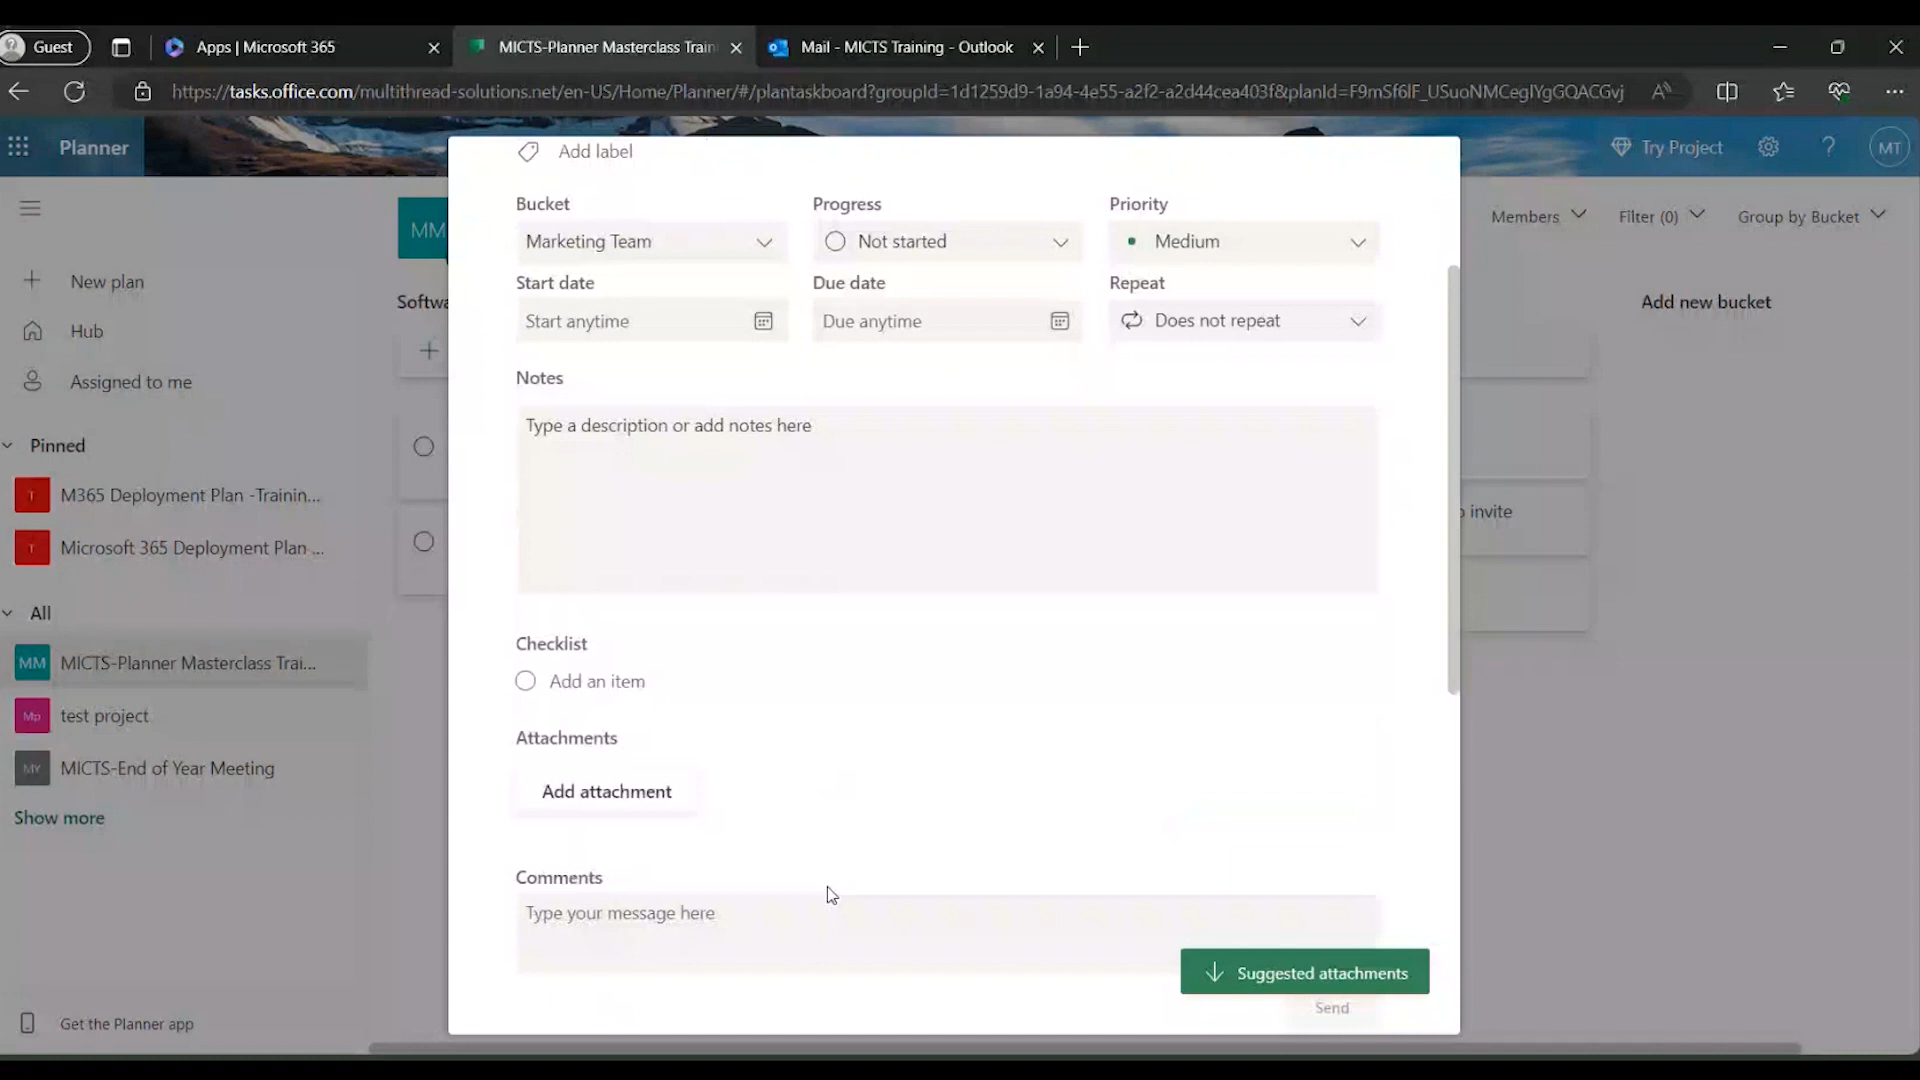 Guest
Apps | Microsoft 365
MICTS-Planner Masterclass Train
Mail - MICTS Training - Outlook
https://tasks.office.com/multithread-solutions.net/en-US/Home/Planner/#/plantaskboard?groupId=1d1259d9-1a94-4e55-a2f2-a2d44cea403f&planId=F9mSf6lF_USuoNMCeglYgGQACGvj
Planner
Try Project
?
MT
New plan
Hub
Assigned to me
Pinned
T M365 Deployment Plan -Trainin...
T Microsoft 365 Deployment Plan ...
All
MM MICTS-Planner Masterclass Trai...
Mp test project
MY MICTS-End of Year Meeting
Show more
Get the Planner app
MM
Softwa
Members
Filter (0)
Group by Bucket
Add new bucket
invite
Add label
Bucket Progress Priority
Marketing Team Not started Medium
Start date Due date Repeat
Start anytime Due anytime Does not repeat
Notes
Type a description or add notes here
Checklist
Add an item
Attachments
Add attachment
Comments
Type your message here
Suggested attachments
Send